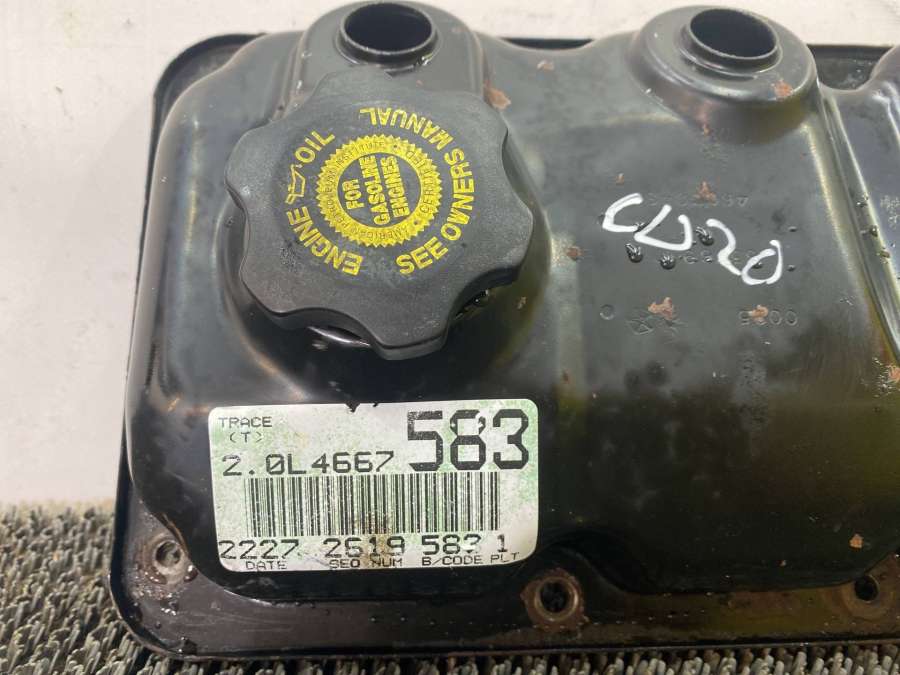 ENGINE OIL
SEE OWNERS MANUAL
FOR
GASOLINE
ENGINES
CD20
TRACE
(T)
2.0L4667 583
2227 2619 583 1
DATE SEQ NUM B/CODE PLT